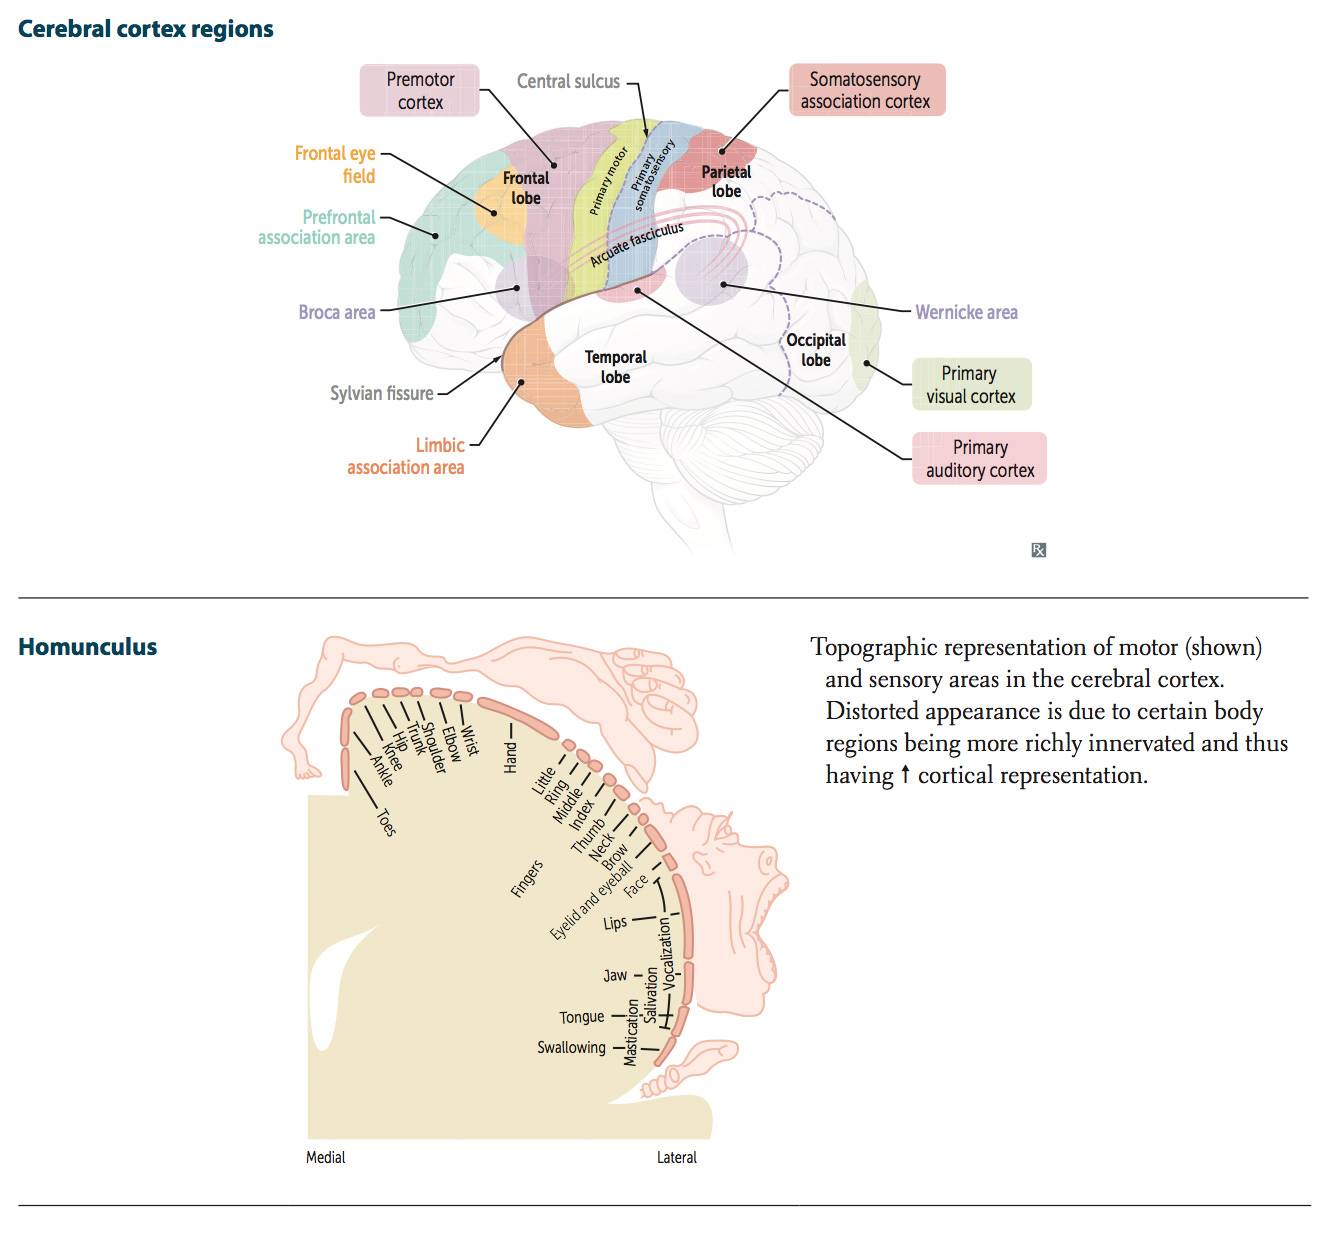 Cerebral cortex regions
Premotor
cortex
Central sulcus
Somatosensory
association cortex
Frontal eye
field
Prefrontal
association area
Frontal
lobe
Primary motor
Primary
somatosensory
Parietal
lobe
Arcuate fasciculus
Broca area
Wernicke area
Sylvian fissure
Temporal
lobe
Occipital
lobe
Primary
visual cortex
Limbic
association area
Primary
auditory cortex
Rx
Homunculus
Topographic representation of motor (shown)
and sensory areas in the cerebral cortex.
Distorted appearance is due to certain body
regions being more richly innervated and thus
having ↑ cortical representation.
Toes
Ankle
Knee
Hip
Trunk
Shoulder
Elbow
Wrist
Hand
Fingers
Little
Ring
Middle
Index
Thumb
Neck
Brow
Eyelid and eyeball
Face
Lips
Vocalization
Jaw
Salivation
Tongue
Mastication
Swallowing
Medial
Lateral